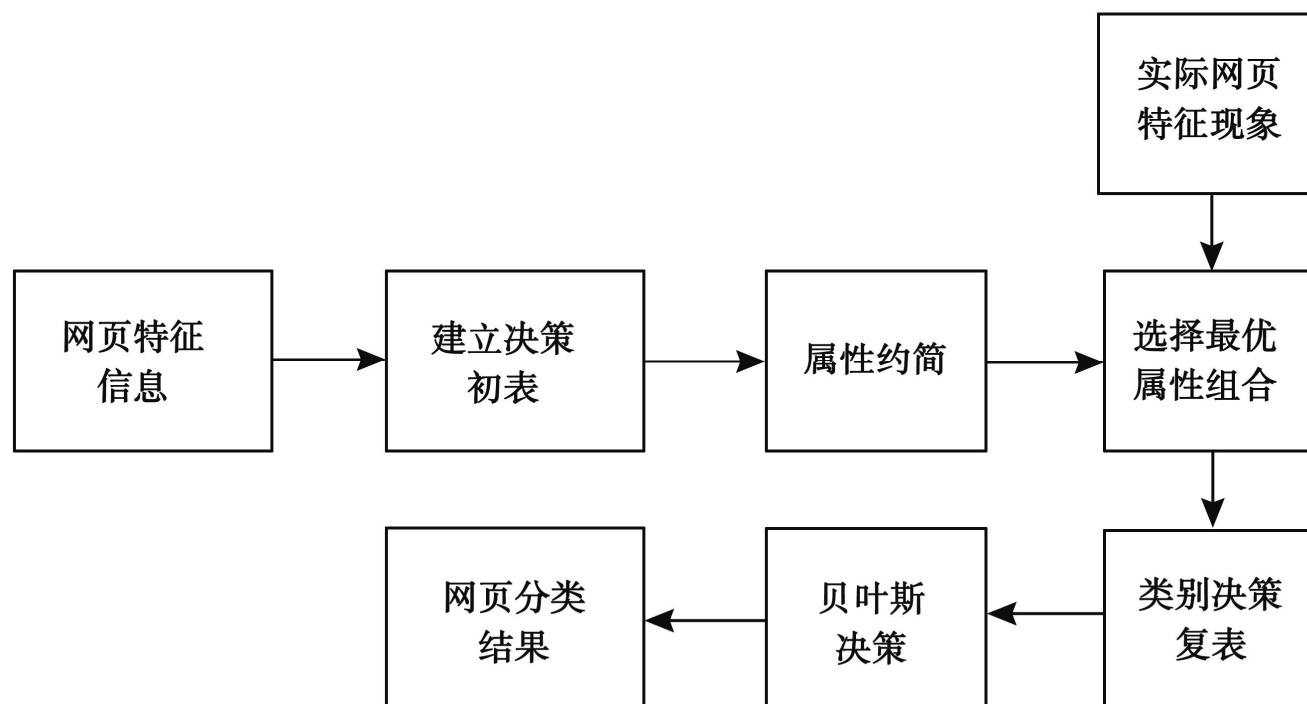 实际网页
特征现象
网页特征
信息
建立决策
初表
属性约简
选择最优
属性组合
网页分类
结果
贝叶斯
决策
类别决策
复表